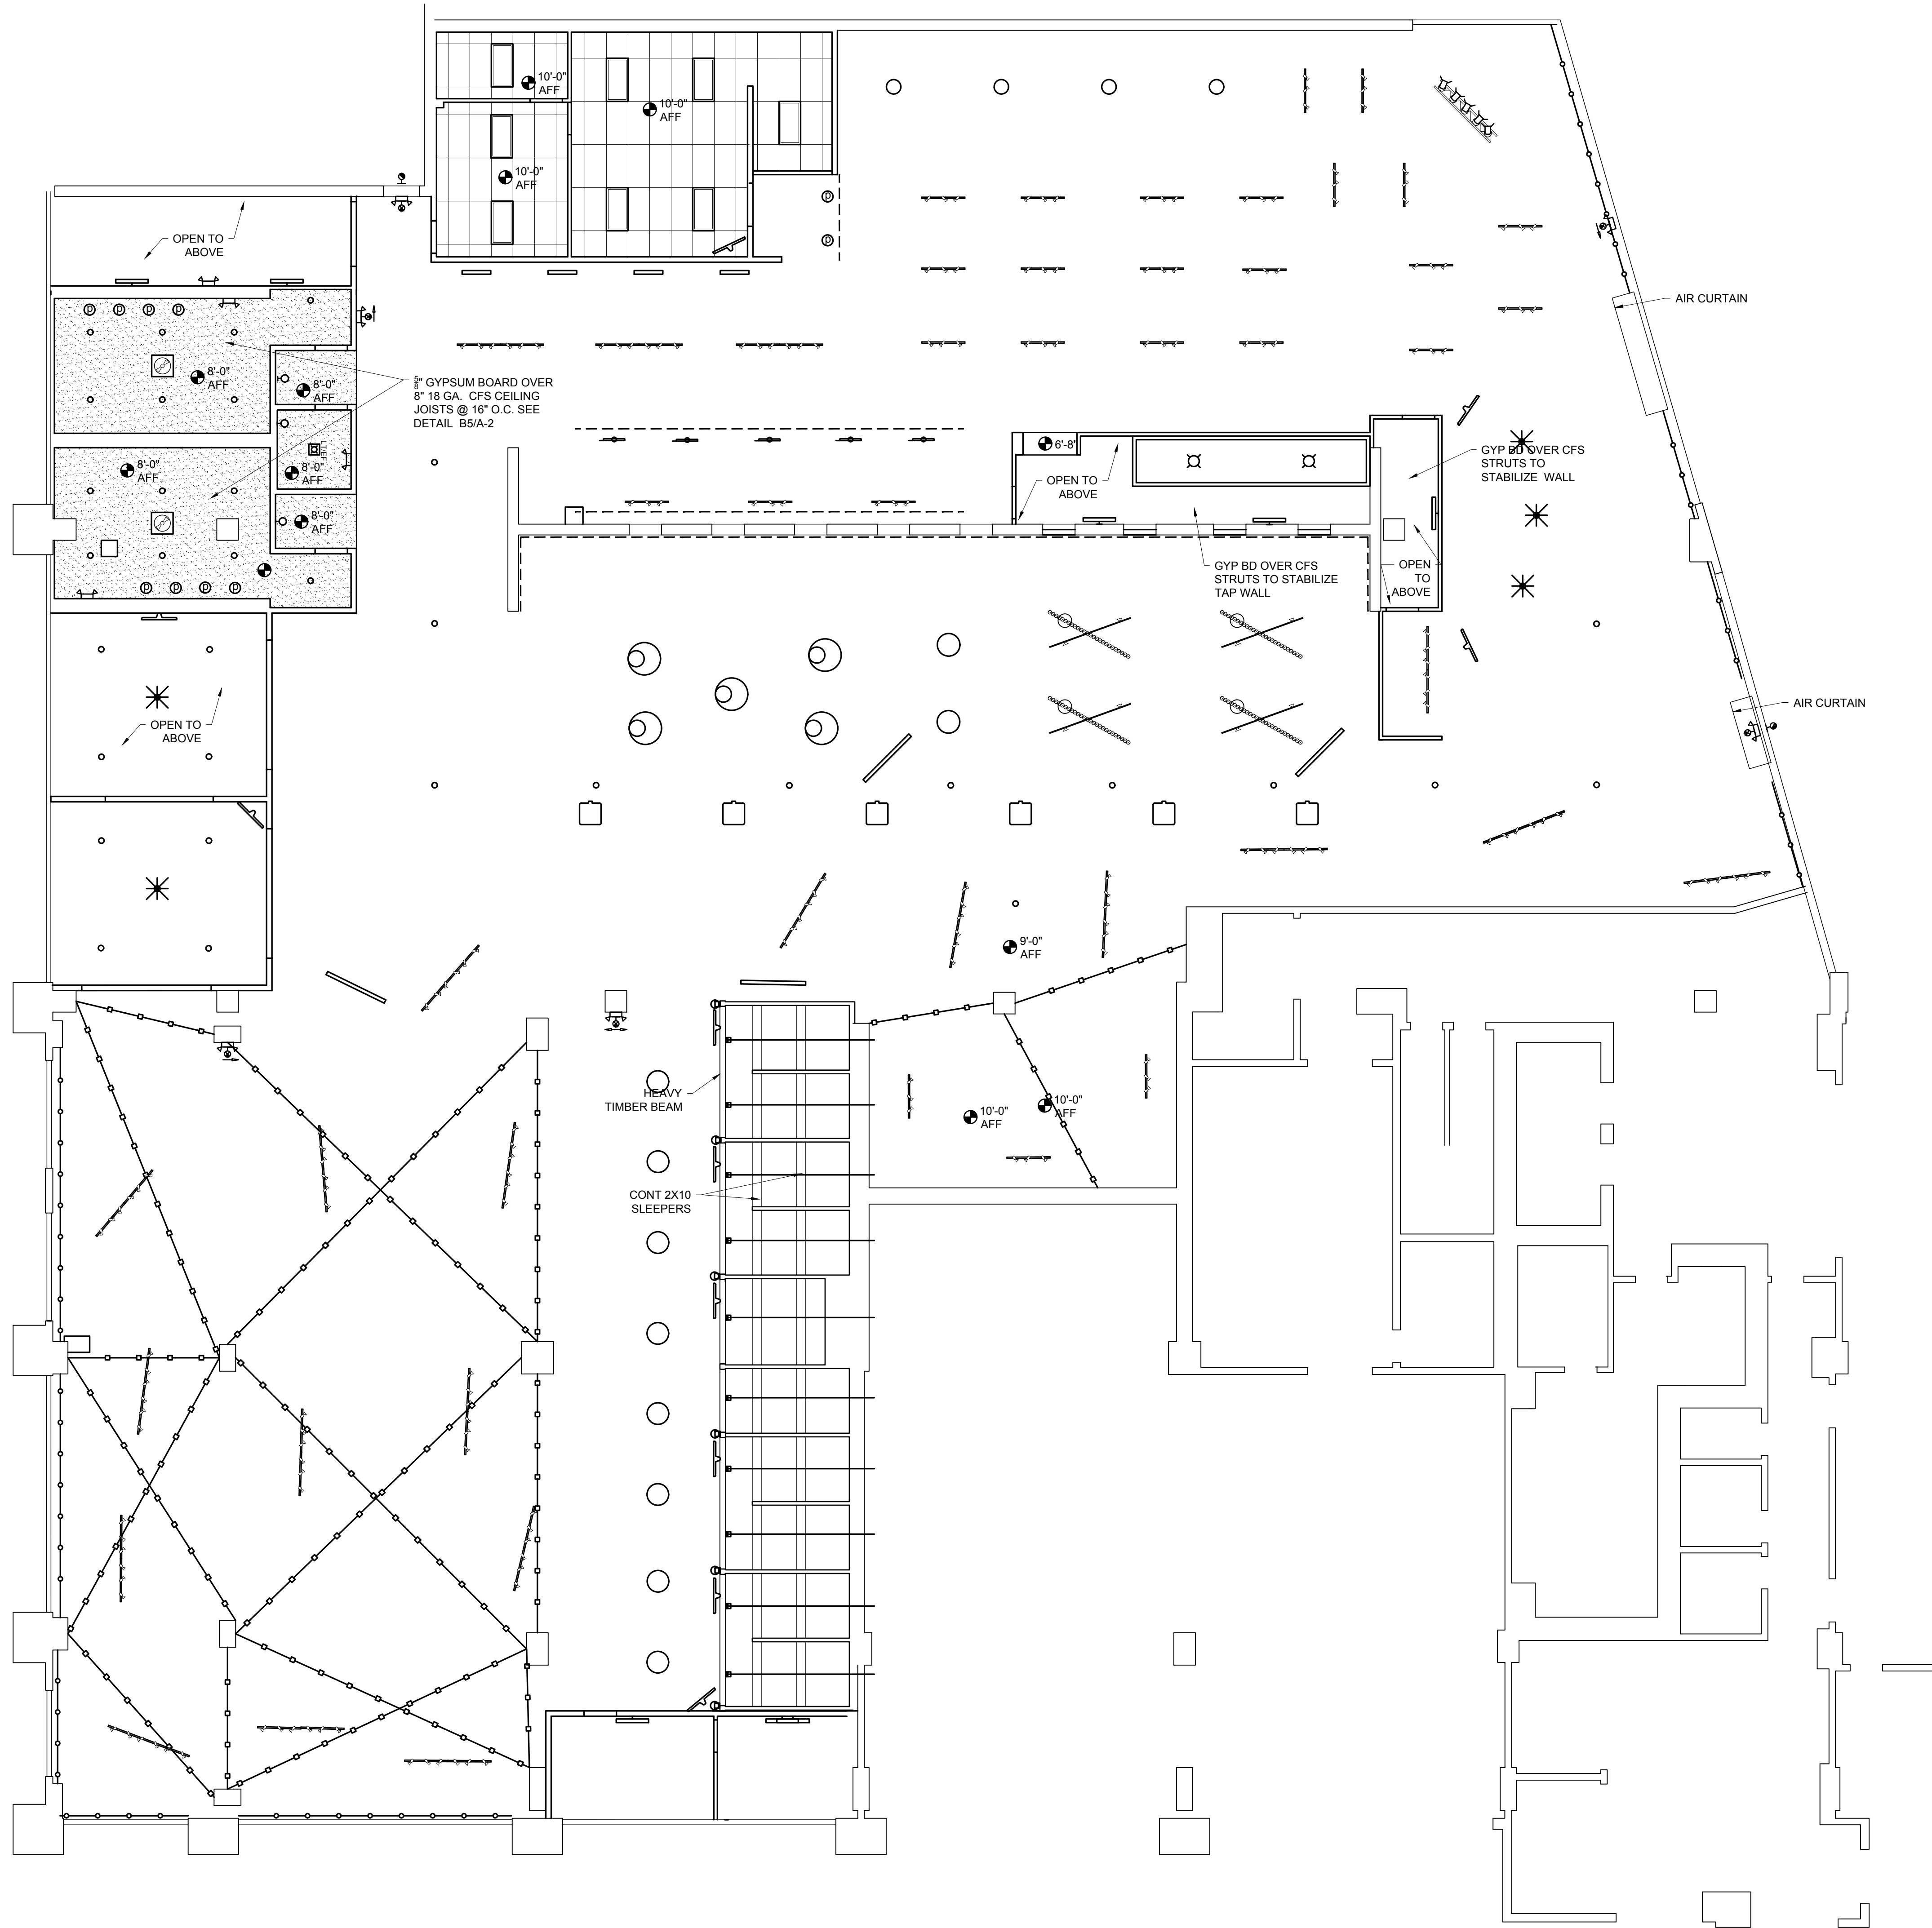 10'-0"
AFF
10'-0"
AFF
10'-0"
AFF
OPEN TO
ABOVE
P
P
AIR CURTAIN
P P P P
8'-0"
AFF
8'-0"
AFF
5/8" GYPSUM BOARD OVER
8" 18 GA. CFS CEILING
JOISTS @ 16" O.C. SEE
DETAIL B5/A-2
6'-8"
GYP BD OVER CFS
STRUTS TO
STABILIZE WALL
8'-0"
AFF
8'-0"
AFF
OPEN TO
ABOVE
8'-0"
AFF
GYP BD OVER CFS
STRUTS TO STABILIZE
TAP WALL
OPEN
TO
ABOVE
P P P P
OPEN TO
ABOVE
AIR CURTAIN
9'-0"
AFF
HEAVY
TIMBER BEAM
10'-0"
AFF
10'-0"
AFF
CONT 2X10
SLEEPERS